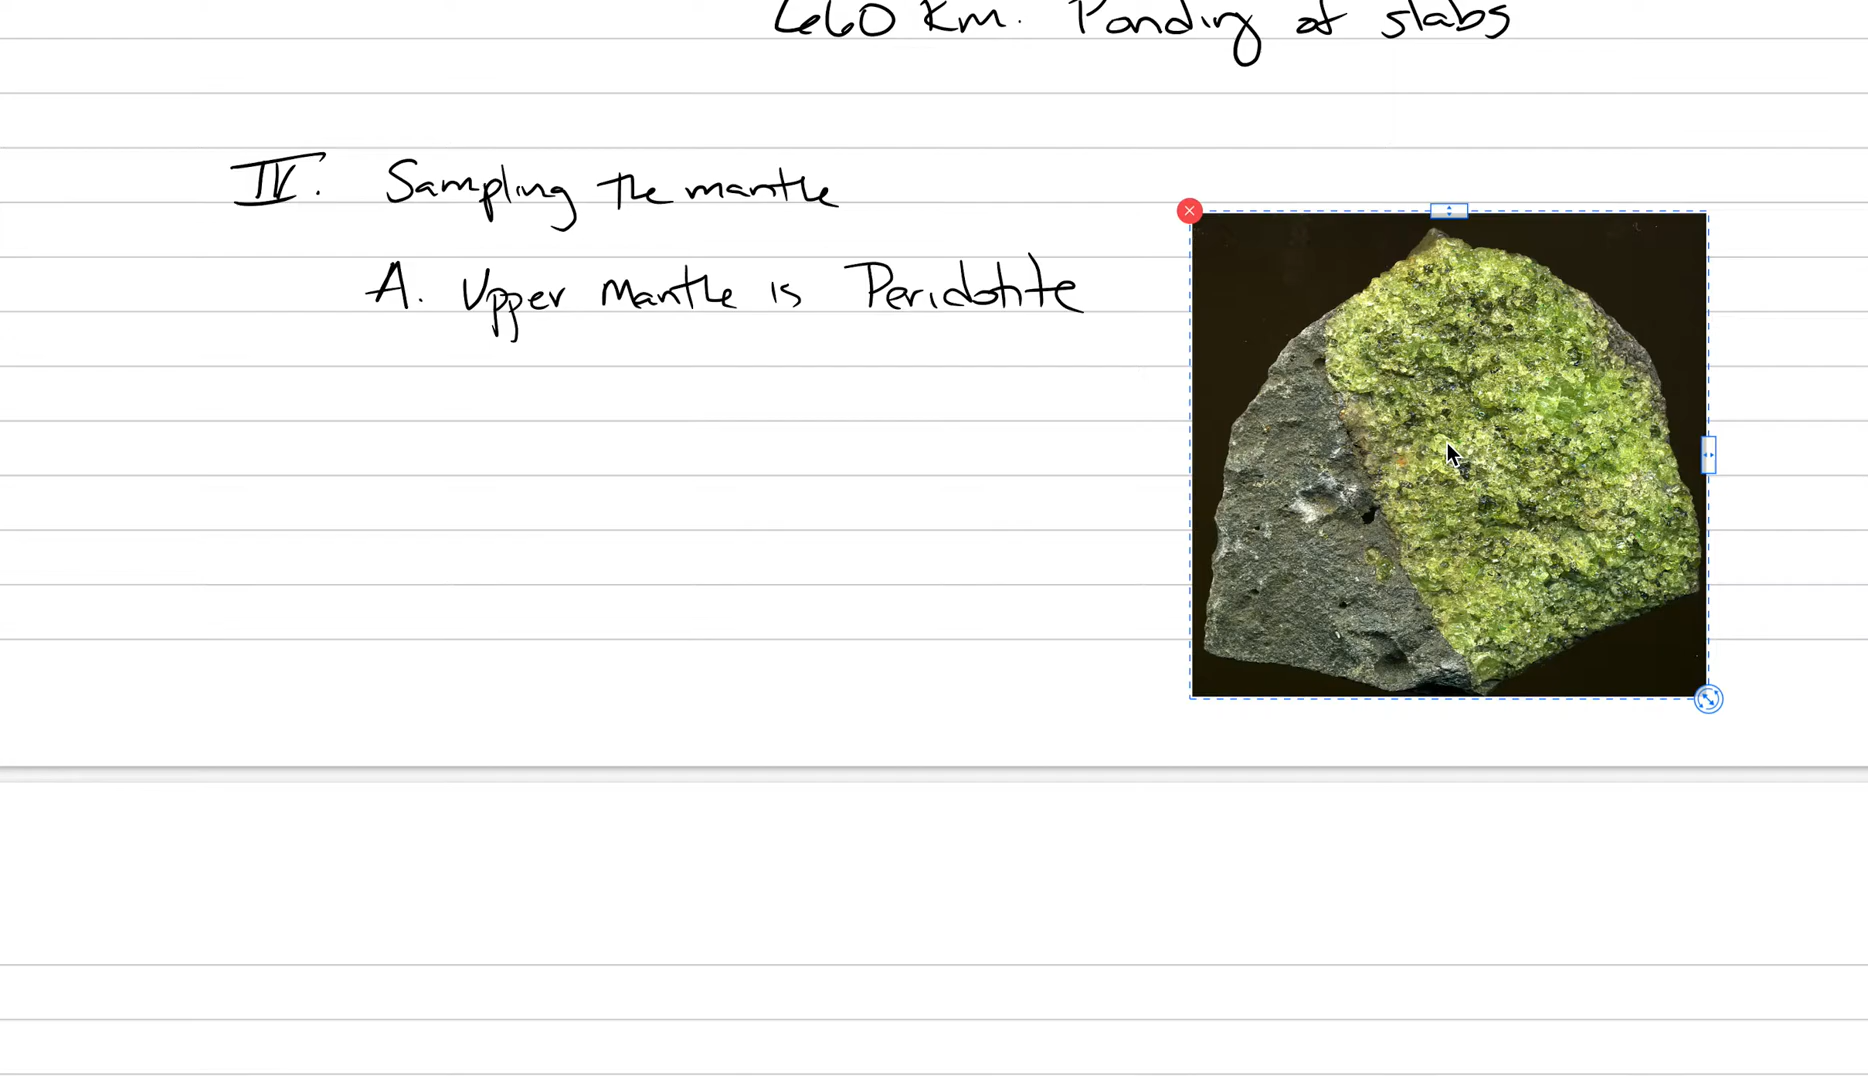 660 Km. Ponding of slabs
IV. Sampling the mantle
A. Upper Mantle is Peridotite